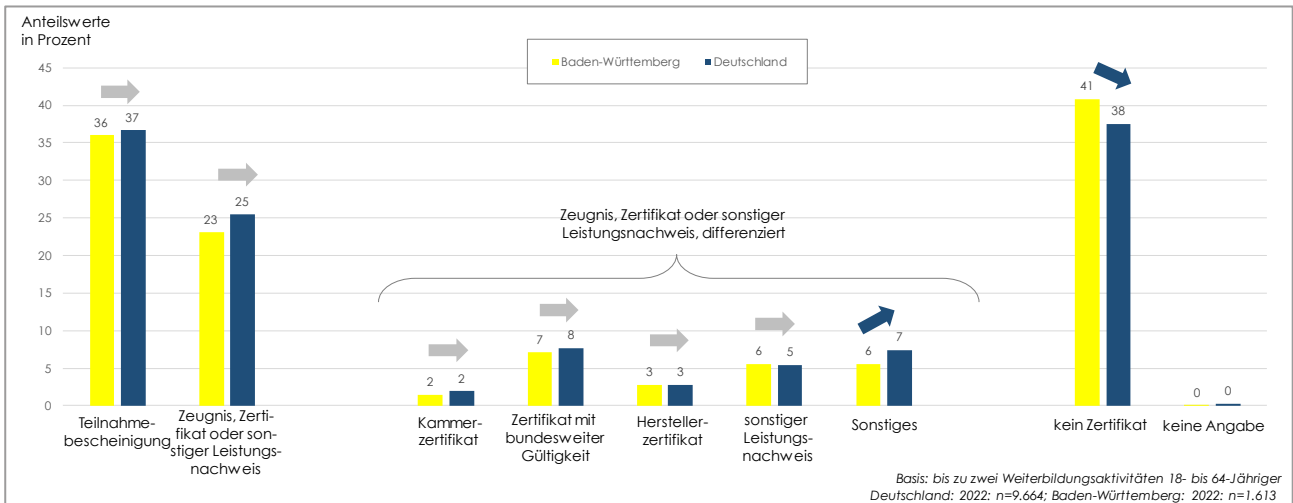 Anteilswerte
in Prozent
Baden-Württemberg
Deutschland
45
40
35
30
25
20
15
10
5
0
36
37
23
25
Zeugnis, Zertifikat oder sonstiger
Leistungsnachweis, differenziert
2
2
7
8
3
3
6
5
6
7
41
38
0
0
Teilnahme-
bescheinigung
Zeugnis, Zerti-
fikat oder son-
stiger Leistungs-
nachweis
Kammer-
zertifikat
Zertifikat mit
bundesweiter
Gültigkeit
Hersteller-
zertifikat
sonstiger
Leistungs-
nachweis
Sonstiges
kein Zertifikat
keine Angabe
Basis: bis zu zwei Weiterbildungsaktivitäten 18- bis 64-Jähriger
Deutschland: 2022: n=9.664; Baden-Württemberg: 2022: n=1.613